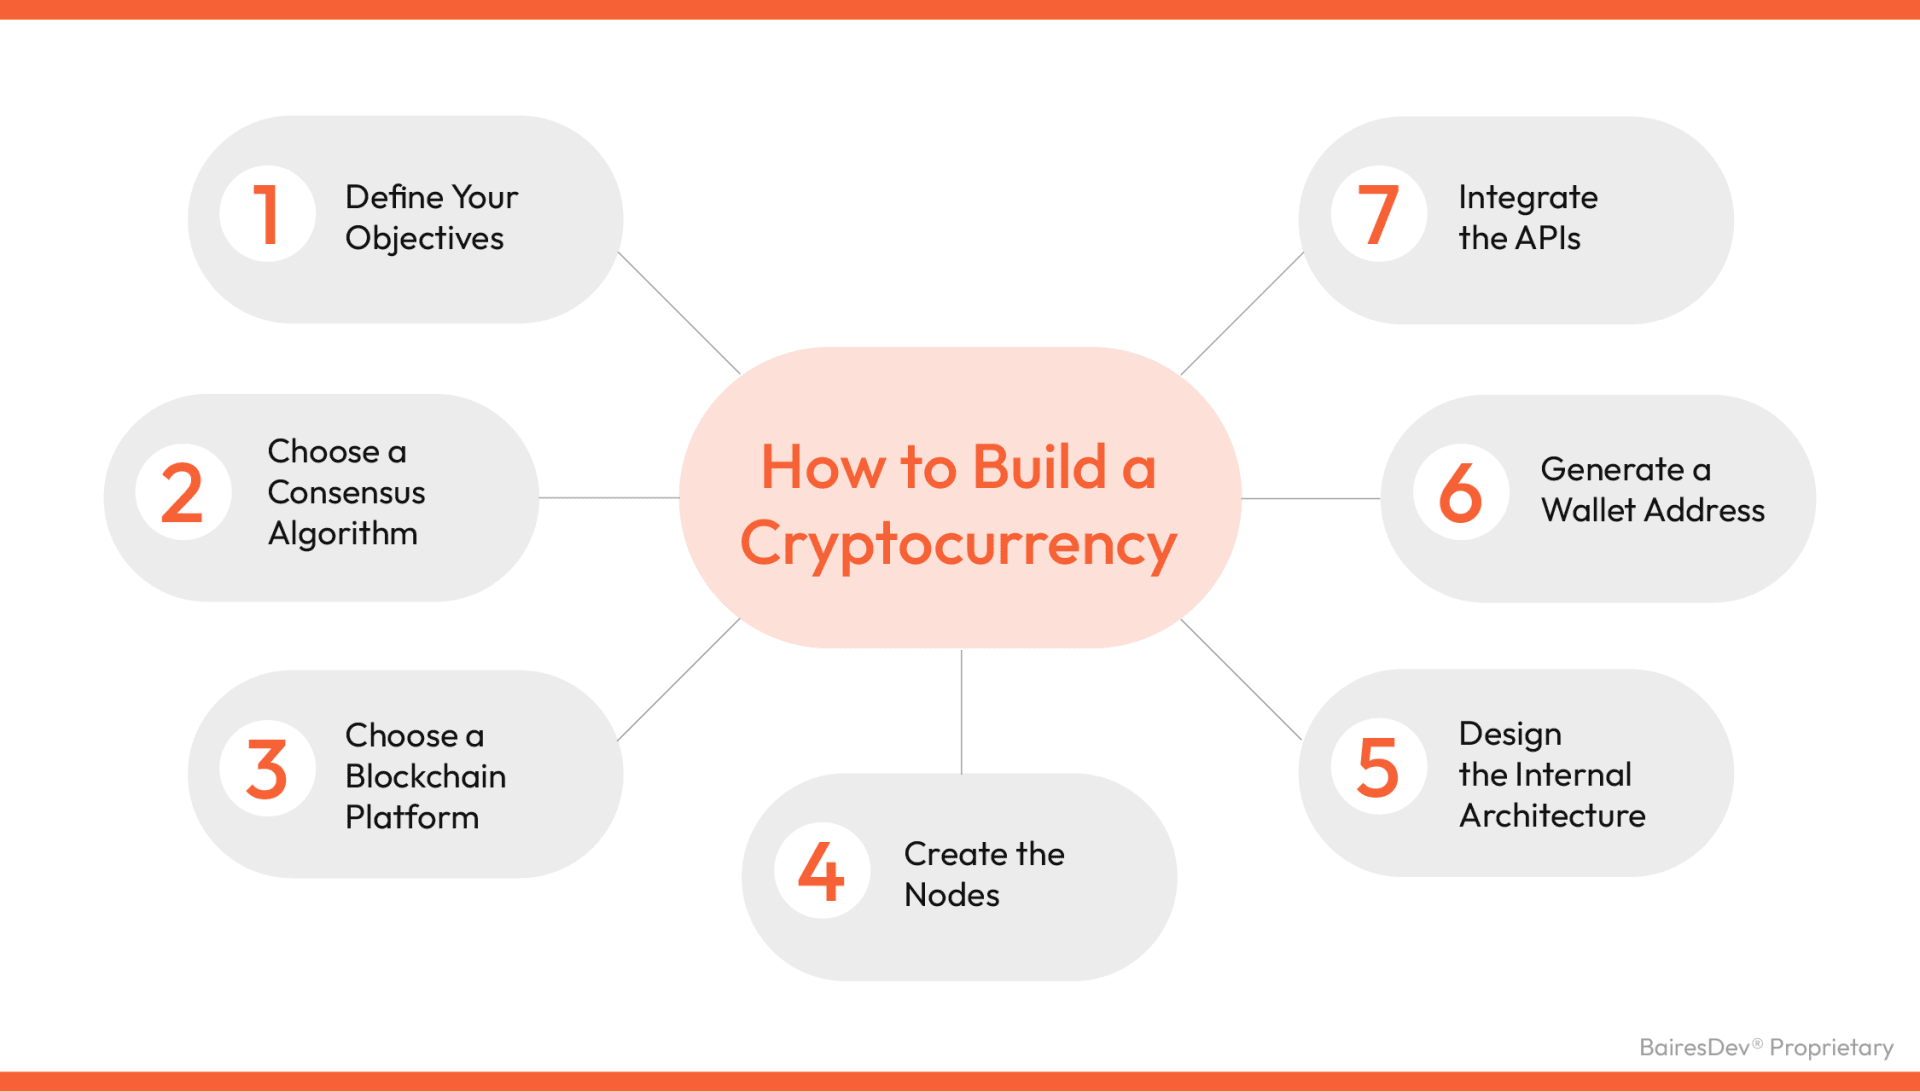 1
Define Your
Objectives
2
Choose a
Consensus
Algorithm
3
Choose a
Blockchain
Platform
How to Build a
Cryptocurrency
4
Create the
Nodes
5
Design
the Internal
Architecture
6
Generate a
Wallet Address
7
Integrate
the APIs
BairesDev® Proprietary